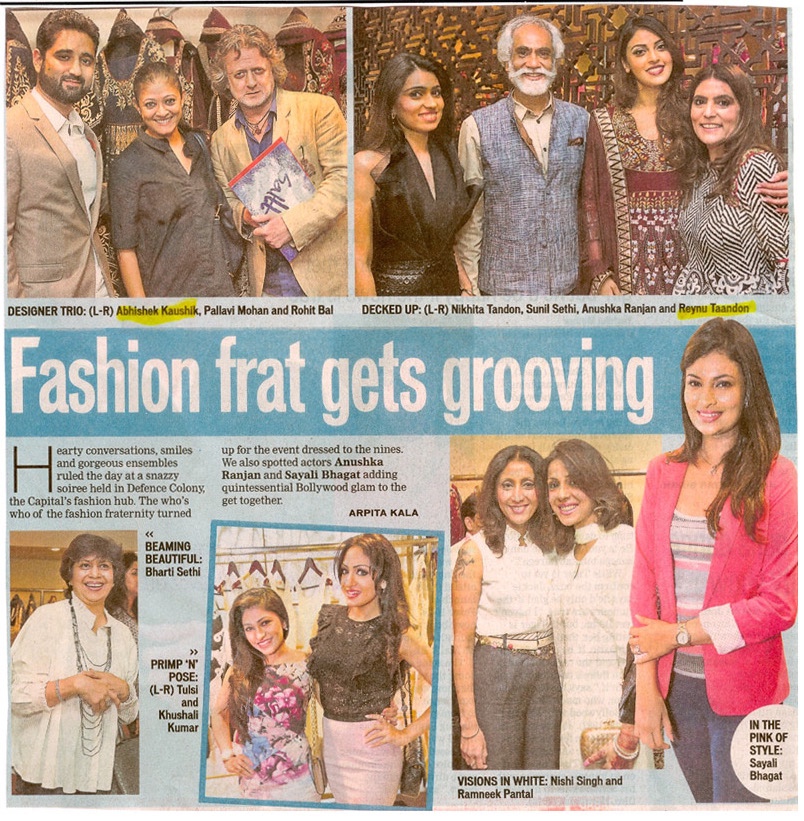 DESIGNER TRIO: (L-R) Abhishek Kaushik, Pallavi Mohan and Rohit Bal
DECKED UP: (L-R) Nikhita Tandon, Sunil Sethi, Anushka Ranjan and Reynu Taandon
Fashion frat gets grooving
Hearty conversations, smiles
and gorgeous ensembles
ruled the day at a snazzy
soiree held in Defence Colony,
the Capital's fashion hub. The who's
who of the fashion fraternity turned
up for the event dressed to the nines.
We also spotted actors Anushka
Ranjan and Sayali Bhagat adding
quintessential Bollywood glam to the
get together.
ARPITA KALA
‹‹
BEAMING
BEAUTIFUL:
Bharti Sethi
››
PRIMP 'N'
POSE:
(L-R) Tulsi
and
Khushali
Kumar
VISIONS IN WHITE: Nishi Singh and
Ramneek Pantal
IN THE
PINK OF
STYLE:
Sayali
Bhagat